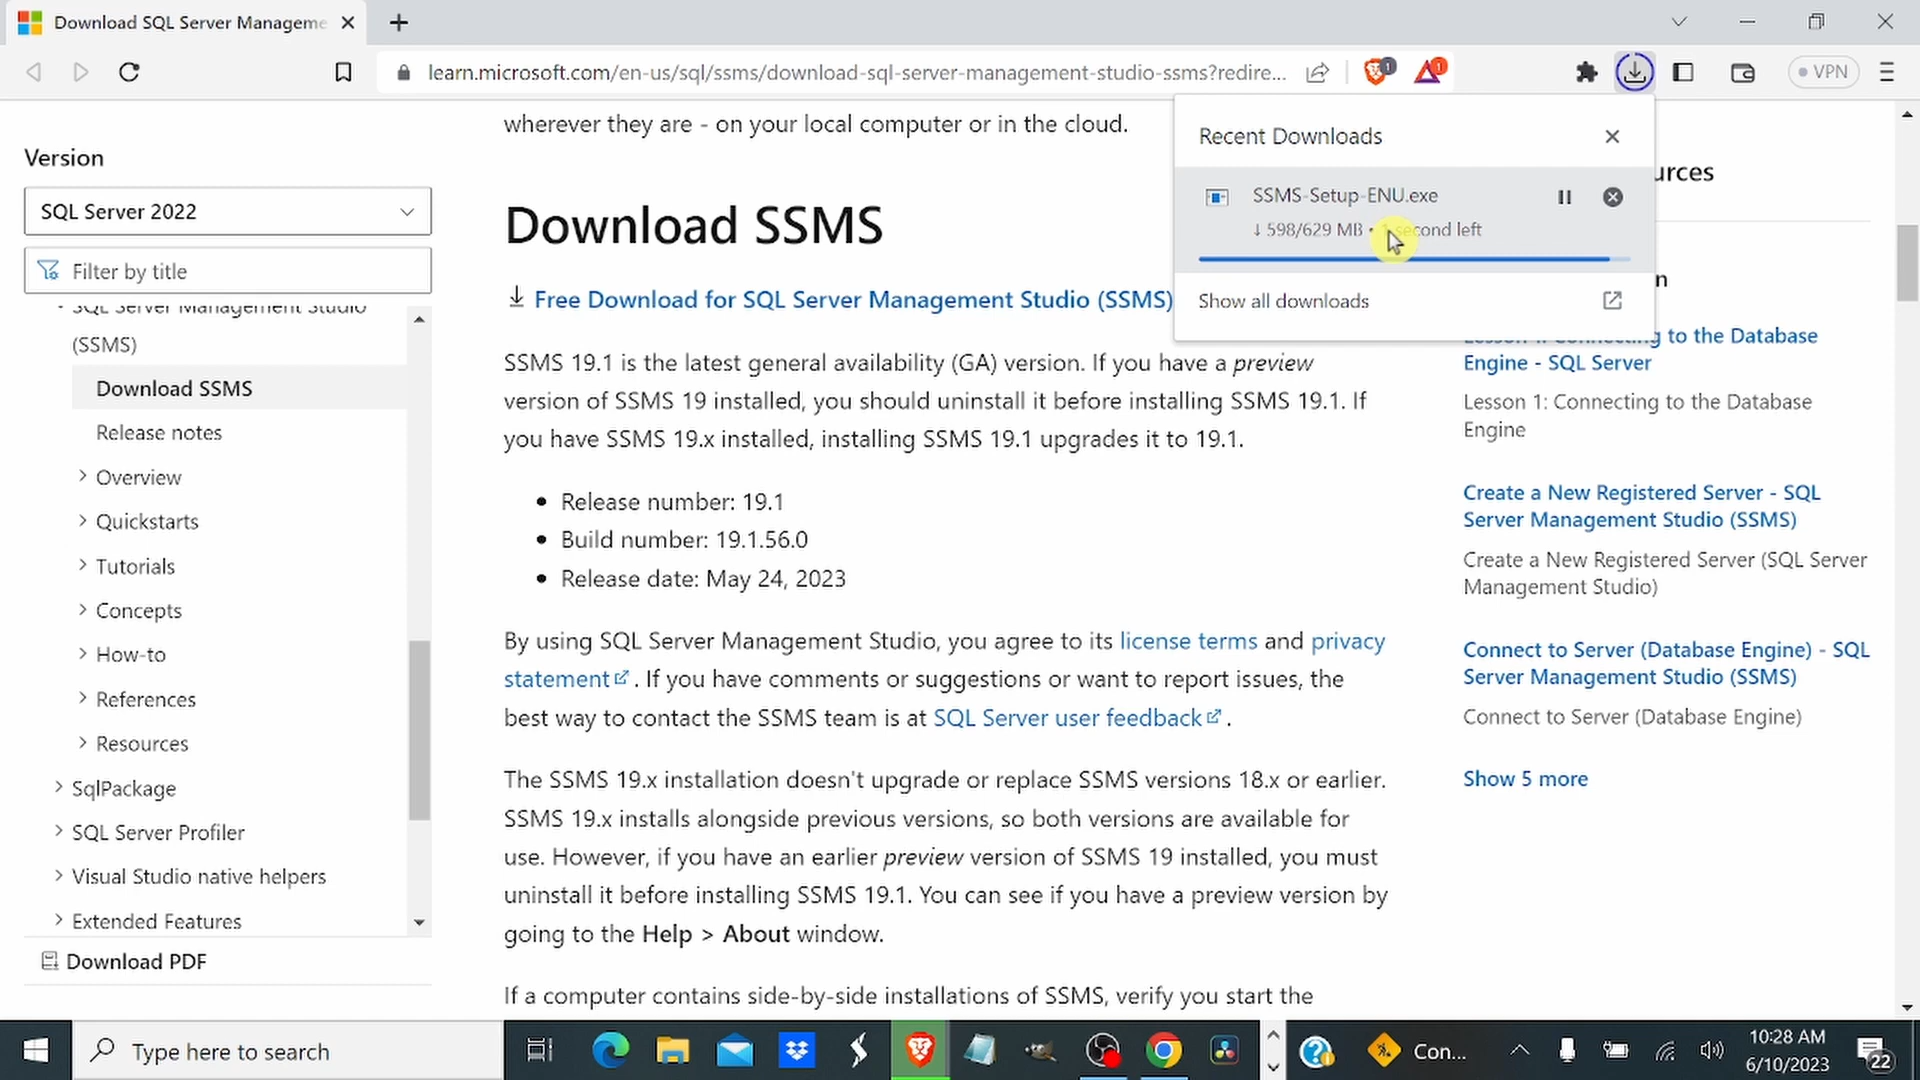 Download SQL Server Manageme
learn.microsoft.com/en-us/sql/ssms/download-sql-server-management-studio-ssms?redire...
1
1
VPN
Recent Downloads
SSMS-Setup-ENU.exe
↓ 598/629 MB • 1 second left
Show all downloads
Version
SQL Server 2022
Filter by title
SQL Server Management Studio
(SSMS)
Download SSMS
Release notes
Overview
Quickstarts
Tutorials
Concepts
How-to
References
Resources
SqlPackage
SQL Server Profiler
Visual Studio native helpers
Extended Features
Download PDF
wherever they are - on your local computer or in the cloud.
Download SSMS
Free Download for SQL Server Management Studio (SSMS)
SSMS 19.1 is the latest general availability (GA) version. If you have a preview
version of SSMS 19 installed, you should uninstall it before installing SSMS 19.1. If
you have SSMS 19.x installed, installing SSMS 19.1 upgrades it to 19.1.
• Release number: 19.1
• Build number: 19.1.56.0
• Release date: May 24, 2023
By using SQL Server Management Studio, you agree to its license terms and privacy
statement. If you have comments or suggestions or want to report issues, the
best way to contact the SSMS team is at SQL Server user feedback.
The SSMS 19.x installation doesn't upgrade or replace SSMS versions 18.x or earlier.
SSMS 19.x installs alongside previous versions, so both versions are available for
use. However, if you have an earlier preview version of SSMS 19 installed, you must
uninstall it before installing SSMS 19.1. You can see if you have a preview version by
going to the Help > About window.
If a computer contains side-by-side installations of SSMS, verify you start the
urces
n
Lesson 1: Connecting to the Database
Engine - SQL Server
Lesson 1: Connecting to the Database
Engine
Create a New Registered Server - SQL
Server Management Studio (SSMS)
Create a New Registered Server (SQL Server
Management Studio)
Connect to Server (Database Engine) - SQL
Server Management Studio (SSMS)
Connect to Server (Database Engine)
Show 5 more
Type here to search
Con...
10:28 AM
6/10/2023
22